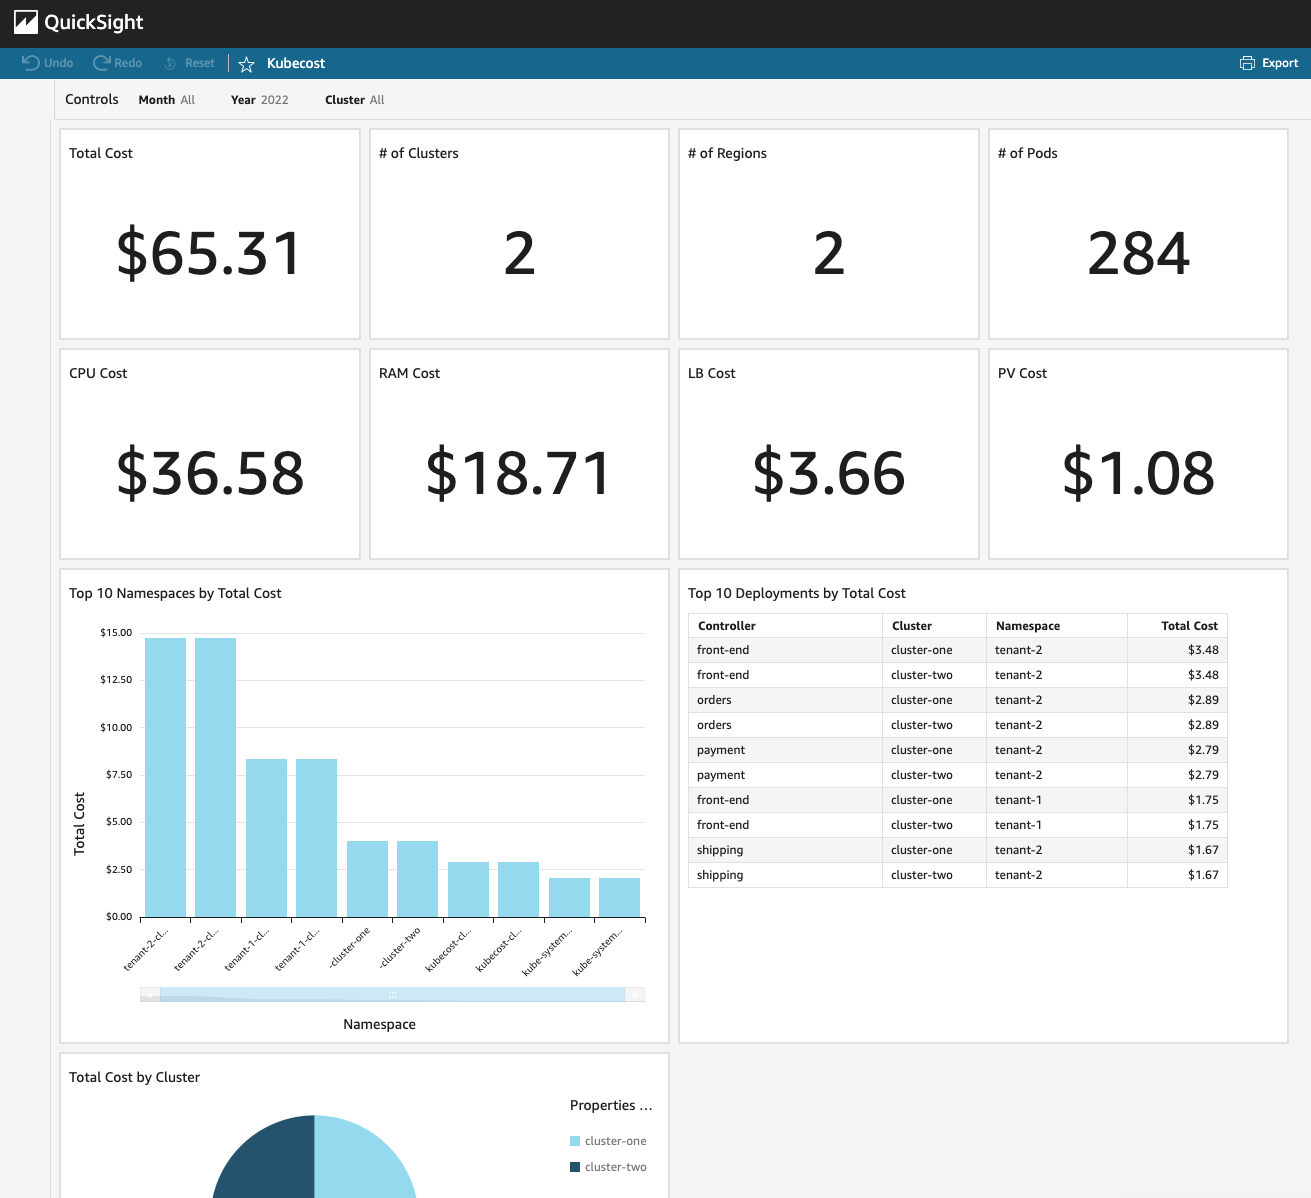 QuickSight
Undo Redo Reset Kubecost Export
Controls Month All Year 2022 Cluster All
Total Cost
$65.31
# of Clusters
2
# of Regions
2
# of Pods
284
CPU Cost
$36.58
RAM Cost
$18.71
LB Cost
$3.66
PV Cost
$1.08
Top 10 Namespaces by Total Cost
Total Cost
$15.00
$12.50
$10.00
$7.50
$5.00
$2.50
$0.00
tenant-2-cl...
tenant-2-cl...
tenant-1-cl...
tenant-1-cl...
-cluster-one
-cluster-two
kubecost-cl...
kubecost-cl...
kube-system...
kube-system...
Namespace
Top 10 Deployments by Total Cost
Controller Cluster Namespace Total Cost
front-end cluster-one tenant-2 $3.48
front-end cluster-two tenant-2 $3.48
orders cluster-one tenant-2 $2.89
orders cluster-two tenant-2 $2.89
payment cluster-one tenant-2 $2.79
payment cluster-two tenant-2 $2.79
front-end cluster-one tenant-1 $1.75
front-end cluster-two tenant-1 $1.75
shipping cluster-one tenant-2 $1.67
shipping cluster-two tenant-2 $1.67
Total Cost by Cluster
Properties ...
cluster-one
cluster-two